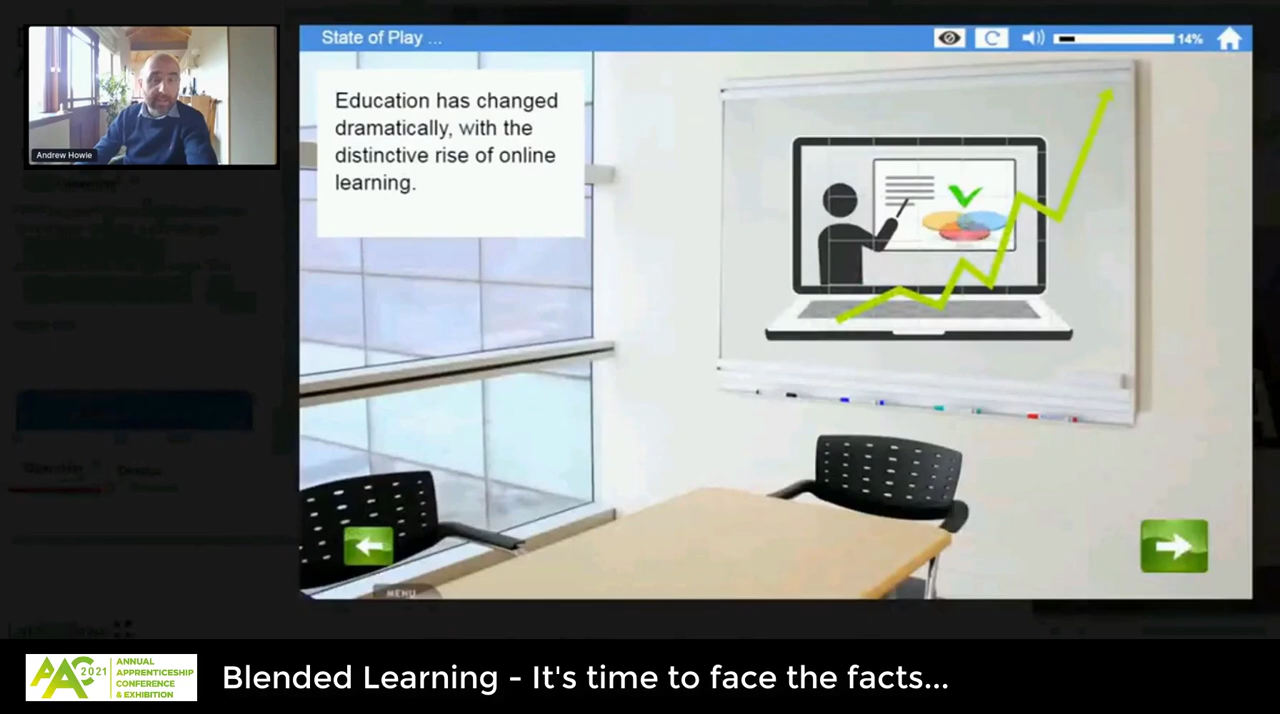 State of Play ...
14%
Andrew Howie
Education has changed
dramatically, with the
distinctive rise of online
learning.
MENU
AAC 2021
ANNUAL
APPRENTICESHIP
CONFERENCE
& EXHIBITION
Blended Learning - It's time to face the facts...